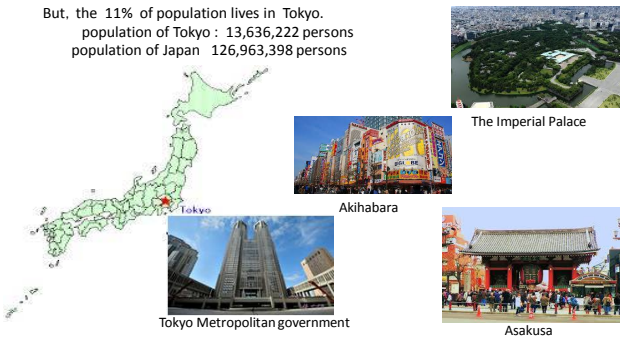 But, the 11% of population lives in Tokyo.
population of Tokyo : 13,636,222 persons
population of Japan 126,963,398 persons
The Imperial Palace
BIGLOBE
Akihabara
Tokyo
Tokyo Metropolitan government
Asakusa